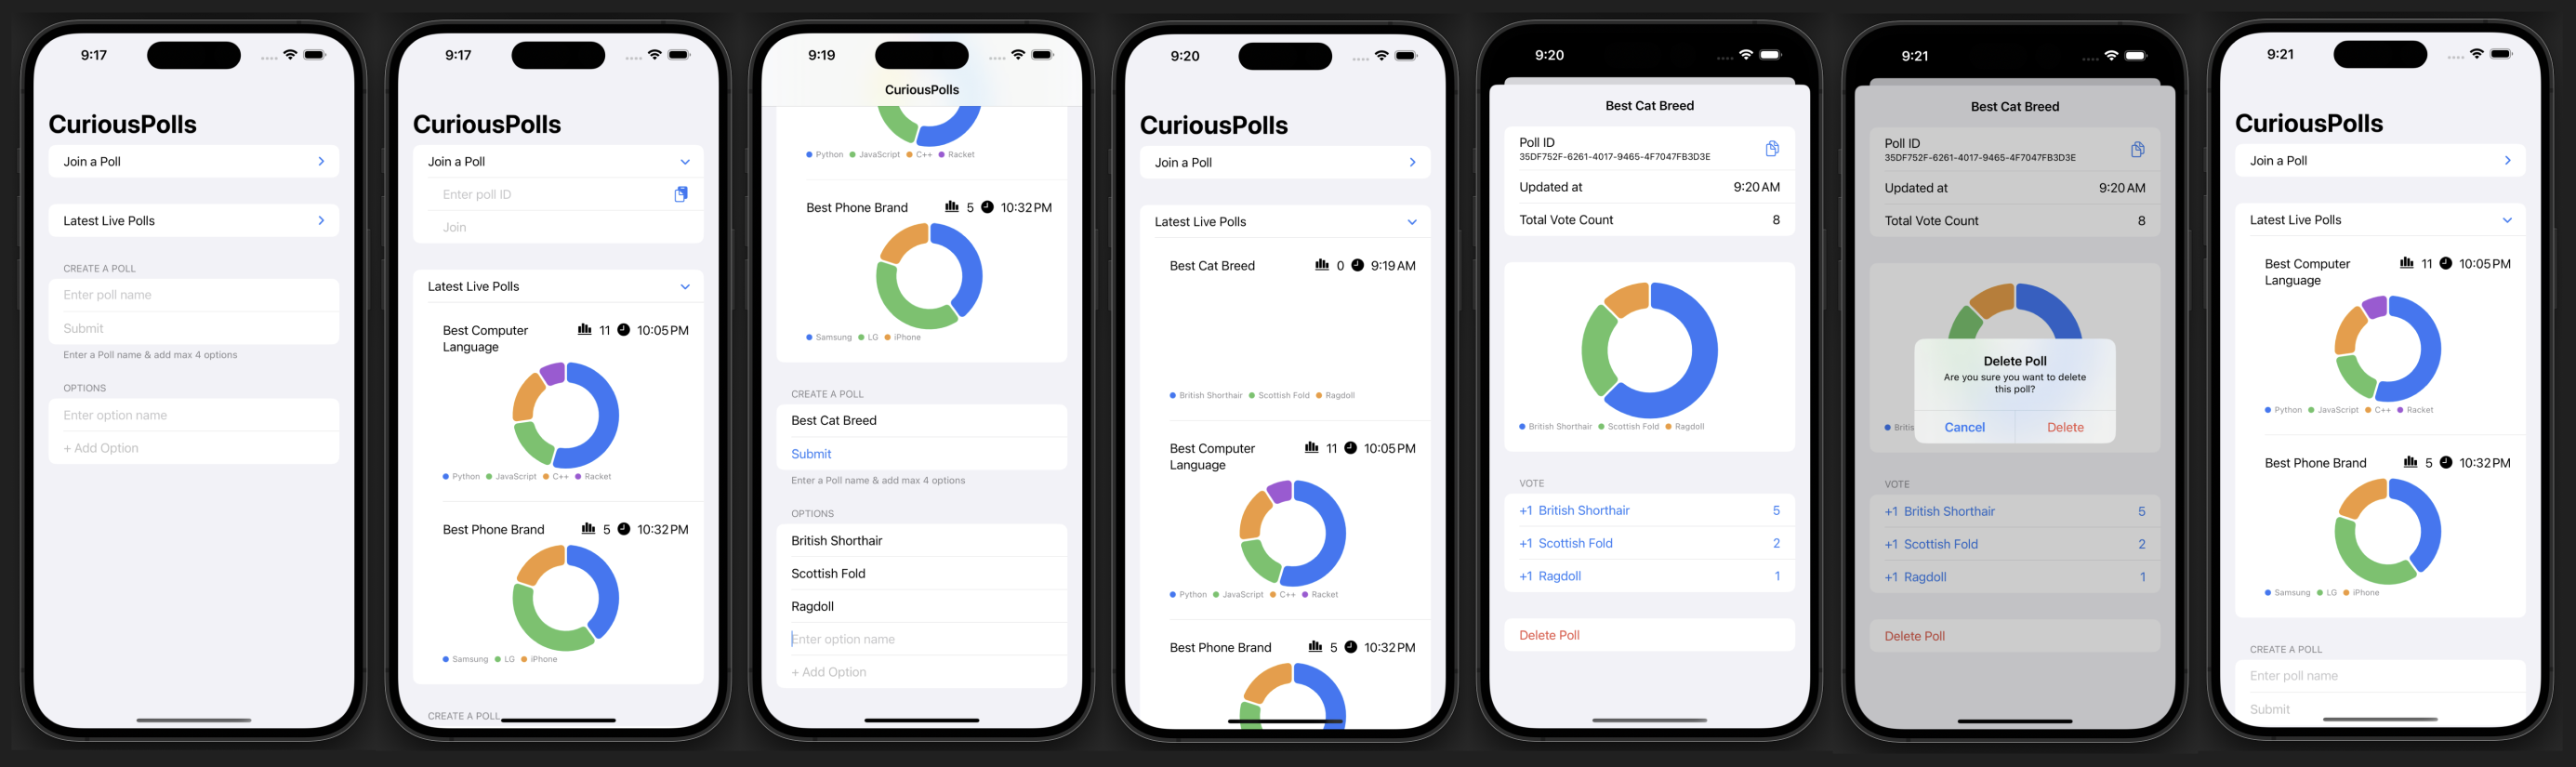 9:17
CuriousPolls
Join a Poll
Latest Live Polls
CREATE A POLL
Enter poll name
Submit
Enter a Poll name & add max 4 options
OPTIONS
Enter option name
+ Add Option
9:17
CuriousPolls
Join a Poll
Enter poll ID
Join
Latest Live Polls
Best Computer 11 10:05 PM
Language
Python JavaScript C++ Racket
Best Phone Brand 5 10:32 PM
Samsung LG iPhone
CREATE A POLL
9:19
CuriousPolls
Python JavaScript C++ Racket
Best Phone Brand 5 10:32 PM
Samsung LG iPhone
CREATE A POLL
Best Cat Breed
Submit
Enter a Poll name & add max 4 options
OPTIONS
British Shorthair
Scottish Fold
Ragdoll
Enter option name
+ Add Option
9:20
CuriousPolls
Join a Poll
Latest Live Polls
Best Cat Breed 0 9:19 AM
British Shorthair Scottish Fold Ragdoll
Best Computer 11 10:05 PM
Language
Python JavaScript C++ Racket
Best Phone Brand 5 10:32 PM
9:20
Best Cat Breed
Poll ID
35DF752F-6261-4017-9465-4F7047FB3D3E
Updated at 9:20 AM
Total Vote Count 8
British Shorthair Scottish Fold Ragdoll
VOTE
+1 British Shorthair 5
+1 Scottish Fold 2
+1 Ragdoll 1
Delete Poll
9:21
Best Cat Breed
Poll ID
35DF752F-6261-4017-9465-4F7047FB3D3E
Updated at 9:20 AM
Total Vote Count 8
Delete Poll
Are you sure you want to delete
this poll?
Britis
Cancel Delete
VOTE
+1 British Shorthair 5
+1 Scottish Fold 2
+1 Ragdoll 1
Delete Poll
9:21
CuriousPolls
Join a Poll
Latest Live Polls
Best Computer 11 10:05 PM
Language
Python JavaScript C++ Racket
Best Phone Brand 5 10:32 PM
Samsung LG iPhone
CREATE A POLL
Enter poll name
Submit